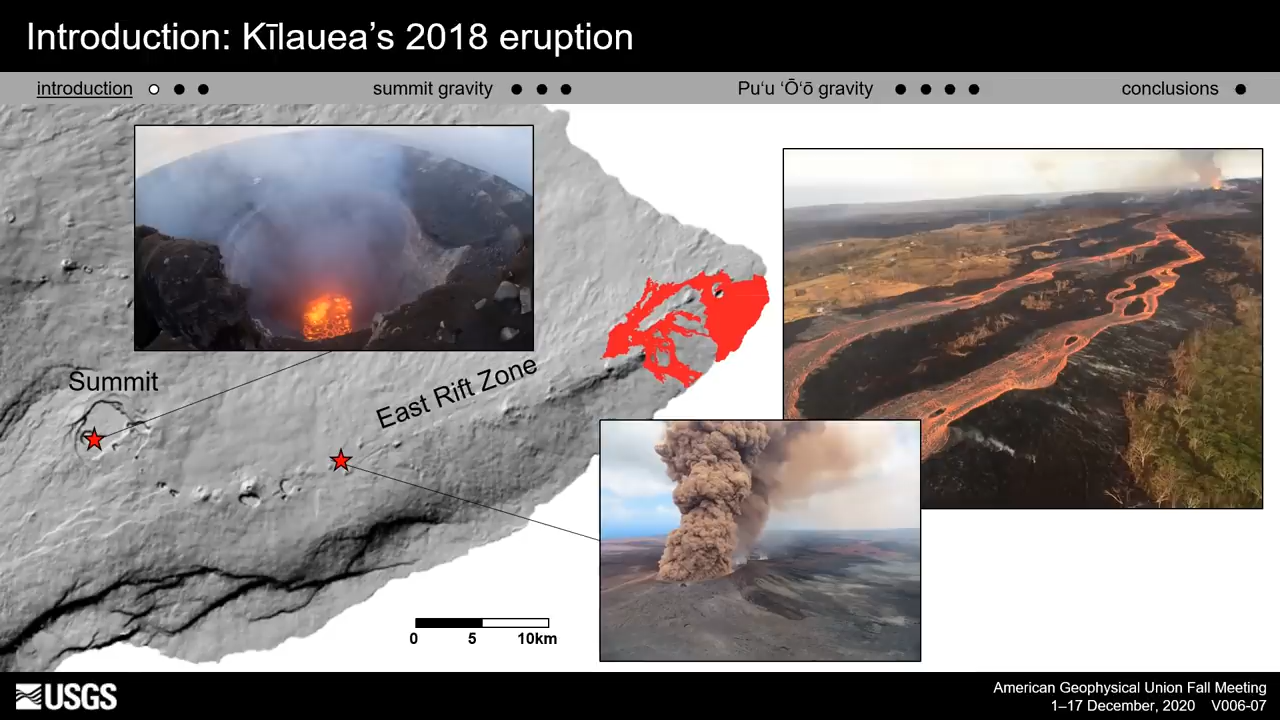 Introduction: Kīlauea’s 2018 eruption
introduction
summit gravity
Pu‘u ‘Ō‘ō gravity
conclusions
Summit
East Rift Zone
0 5 10km
USGS
American Geophysical Union Fall Meeting
1–17 December, 2020 V006-07